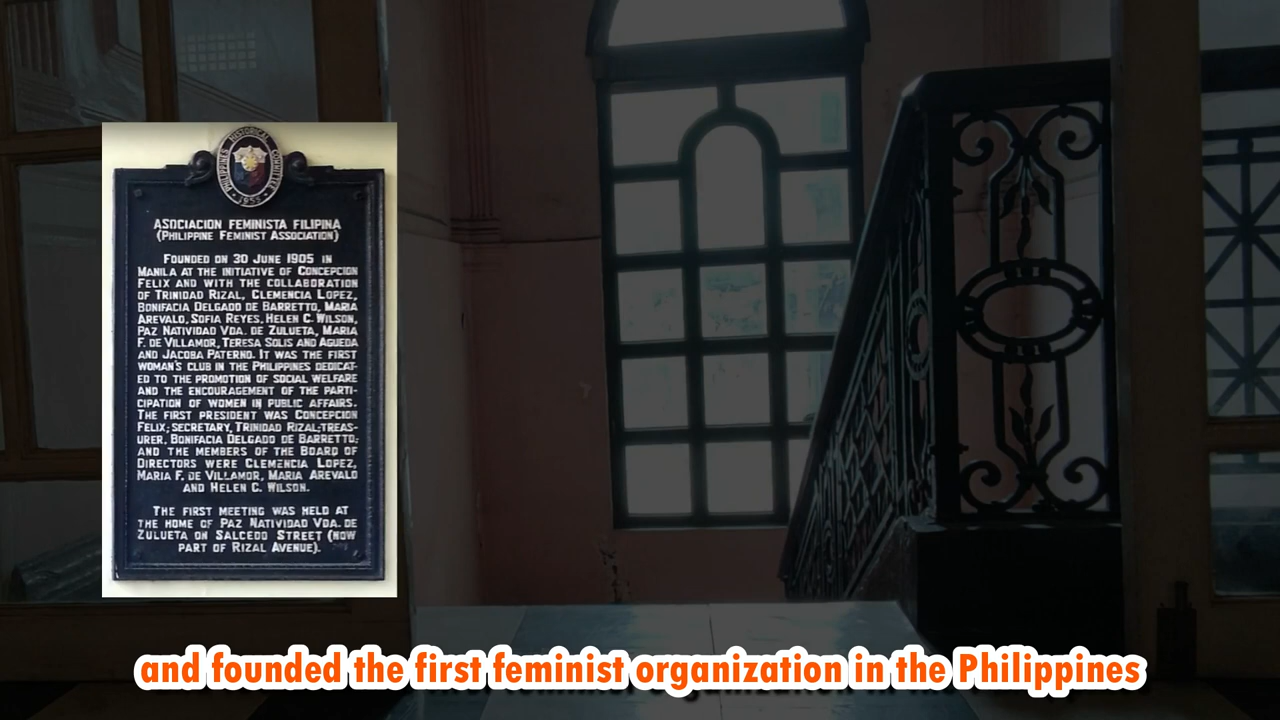 PHILIPPINES HISTORICAL COMMITTEE
1955
ASOCIACION FEMINISTA FILIPINA
(PHILIPPINE FEMINIST ASSOCIATION)
FOUNDED ON 30 JUNE 1905 IN
MANILA AT THE INITIATIVE OF CONCEPCION
FELIX AND WITH THE COLLABORATION
OF TRINIDAD RIZAL, CLEMENCIA LOPEZ,
BONIFACIA DELGADO DE BARRETTO, MARIA
AREVALO, SOFIA REYES, HELEN C. WILSON,
PAZ NATIVIDAD VDA. DE ZULUETA, MARIA
F. DE VILLAMOR, TERESA SOLIS AND AGUEDA
AND JACOBA PATERNO. IT WAS THE FIRST
WOMAN'S CLUB IN THE PHILIPPINES DEDICAT-
ED TO THE PROMOTION OF SOCIAL WELFARE
AND THE ENCOURAGEMENT OF THE PARTI-
CIPATION OF WOMEN IN PUBLIC AFFAIRS.
THE FIRST PRESIDENT WAS CONCEPCION
FELIX; SECRETARY, TRINIDAD RIZAL; TREAS-
URER, BONIFACIA DELGADO DE BARRETTO;
AND THE MEMBERS OF THE BOARD OF
DIRECTORS WERE CLEMENCIA LOPEZ,
MARIA F. DE VILLAMOR, MARIA AREVALO
AND HELEN C. WILSON.
THE FIRST MEETING WAS HELD AT
THE HOME OF PAZ NATIVIDAD VDA. DE
ZULUETA ON SALCEDO STREET (NOW
PART OF RIZAL AVENUE).
and founded the first feminist organization in the Philippines